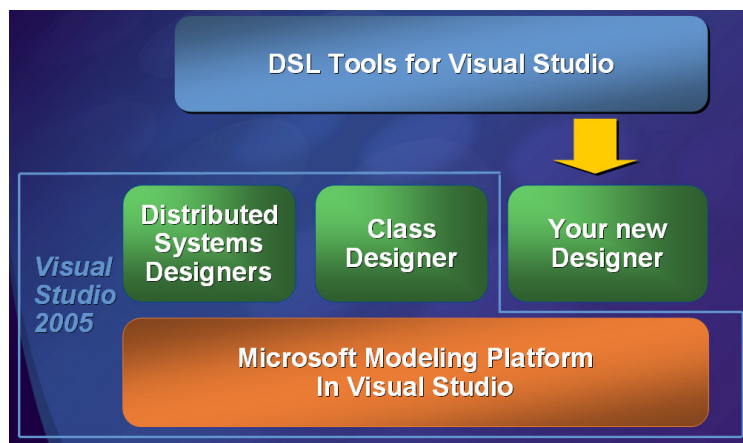 DSL Tools for Visual Studio
Distributed
Systems
Designers
Class
Designer
Your new
Designer
Visual
Studio
2005
Microsoft Modeling Platform
In Visual Studio